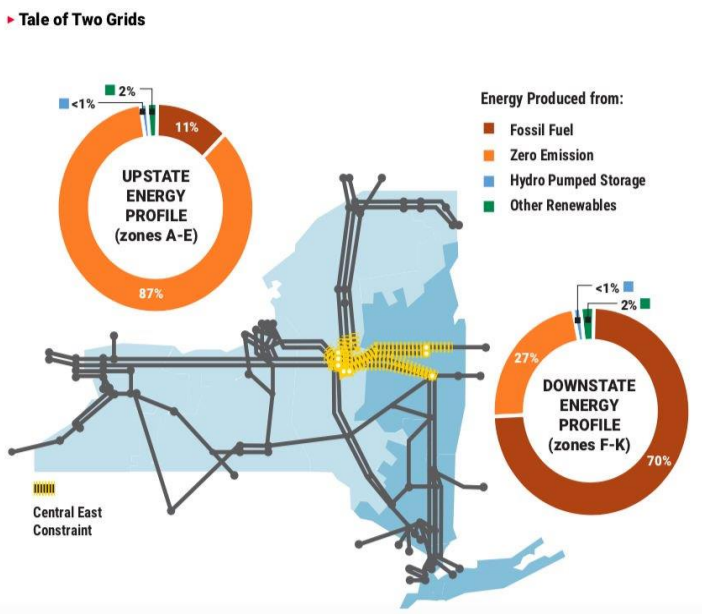 Tale of Two Grids
2%
<1%
11%
UPSTATE
ENERGY
PROFILE
(zones A-E)
87%
Energy Produced from:
Fossil Fuel
Zero Emission
Hydro Pumped Storage
Other Renewables
<1%
2%
27%
DOWNSTATE
ENERGY
PROFILE
(zones F-K)
70%
Central East
Constraint